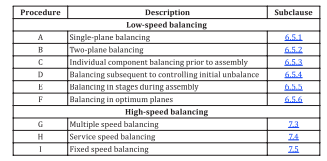 Procedure Description Subclause
Low-speed balancing
A Single-plane balancing 6.5.1
B Two-plane balancing 6.5.2
C Individual component balancing prior to assembly 6.5.3
D Balancing subsequent to controlling initial unbalance 6.5.4
E Balancing in stages during assembly 6.5.5
F Balancing in optimum planes 6.5.6
High-speed balancing
G Multiple speed balancing 7.3
H Service speed balancing 7.4
I Fixed speed balancing 7.5